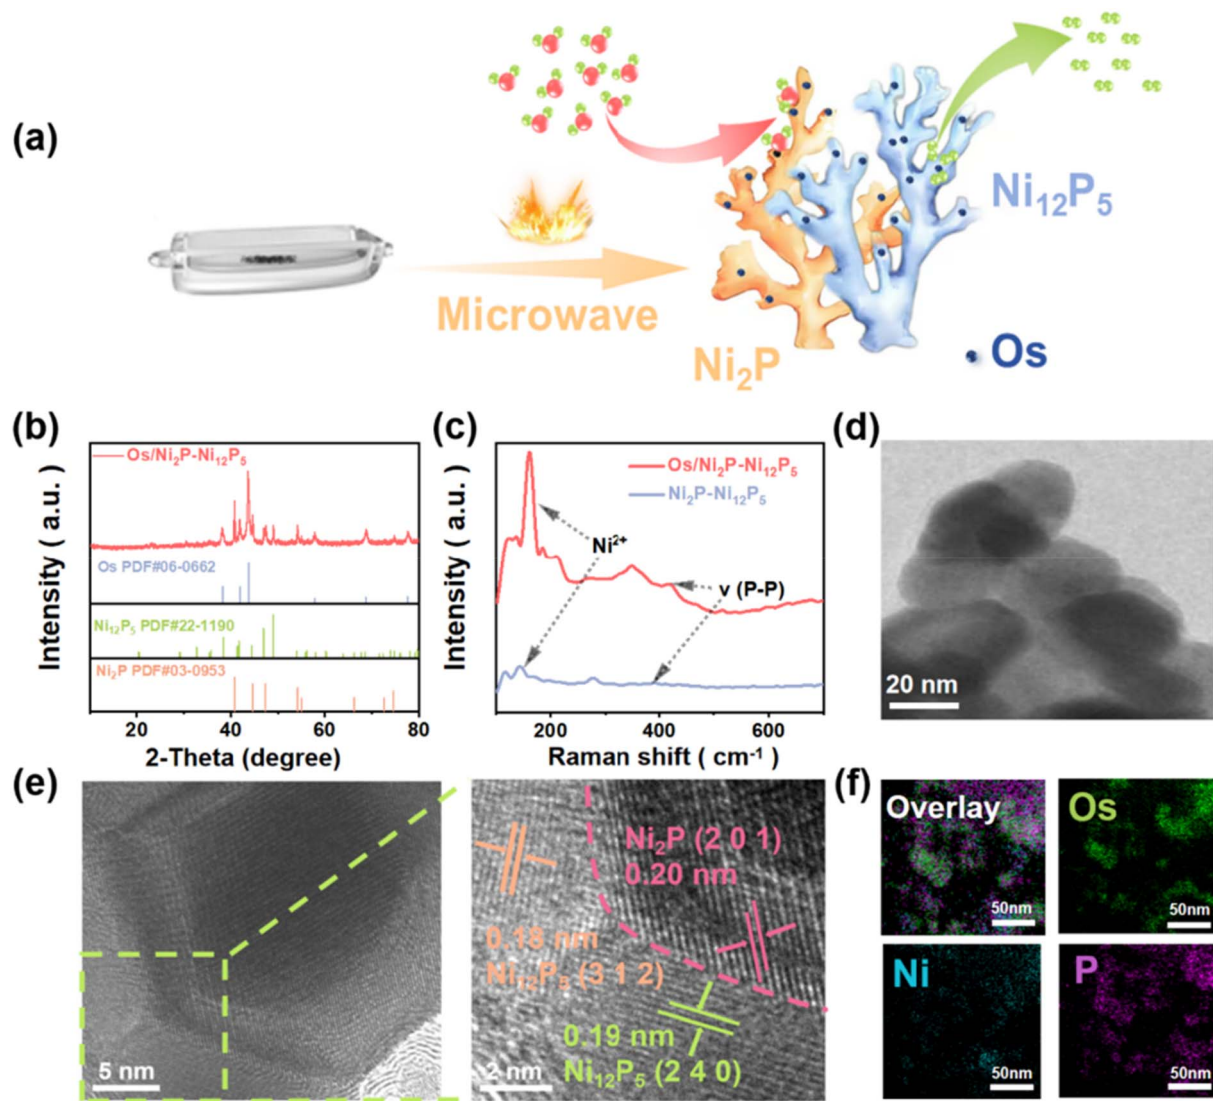 (a)
Microwave
Ni₂P
Ni₁₂P₅
Os
(b)
Intensity ( a.u.)
Os/Ni₂P-Ni₁₂P₅
Os PDF#06-0662
Ni₁₂P₅ PDF#22-1190
Ni₂P PDF#03-0953
20 40 60 80
2-Theta (degree)
(c)
Intensity ( a.u.)
Os/Ni₂P-Ni₁₂P₅
Ni₂P-Ni₁₂P₅
Ni²⁺
v (P-P)
200 400 600
Raman shift ( cm⁻¹)
(d)
20 nm
(e)
5 nm
Ni₂P (2 0 1)
0.20 nm
0.18 nm
Ni₁₂P₅ (3 1 2)
0.19 nm
Ni₁₂P₅ (2 4 0)
2 nm
(f)
Overlay
50nm
Os
50nm
Ni
50nm
P
50nm